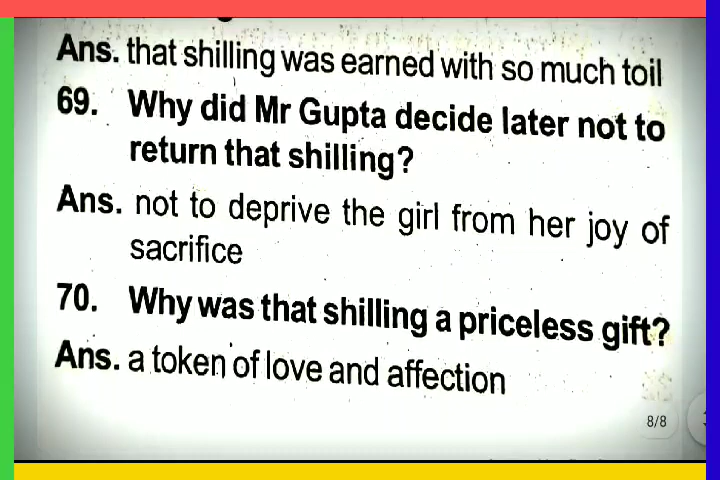 Ans. that shilling was earned with so much toil
69. Why did Mr Gupta decide later not to
return that shilling?
Ans. not to deprive the girl from her joy of
sacrifice
70. Why was that shilling a priceless gift?
Ans. a token of love and affection
8/8